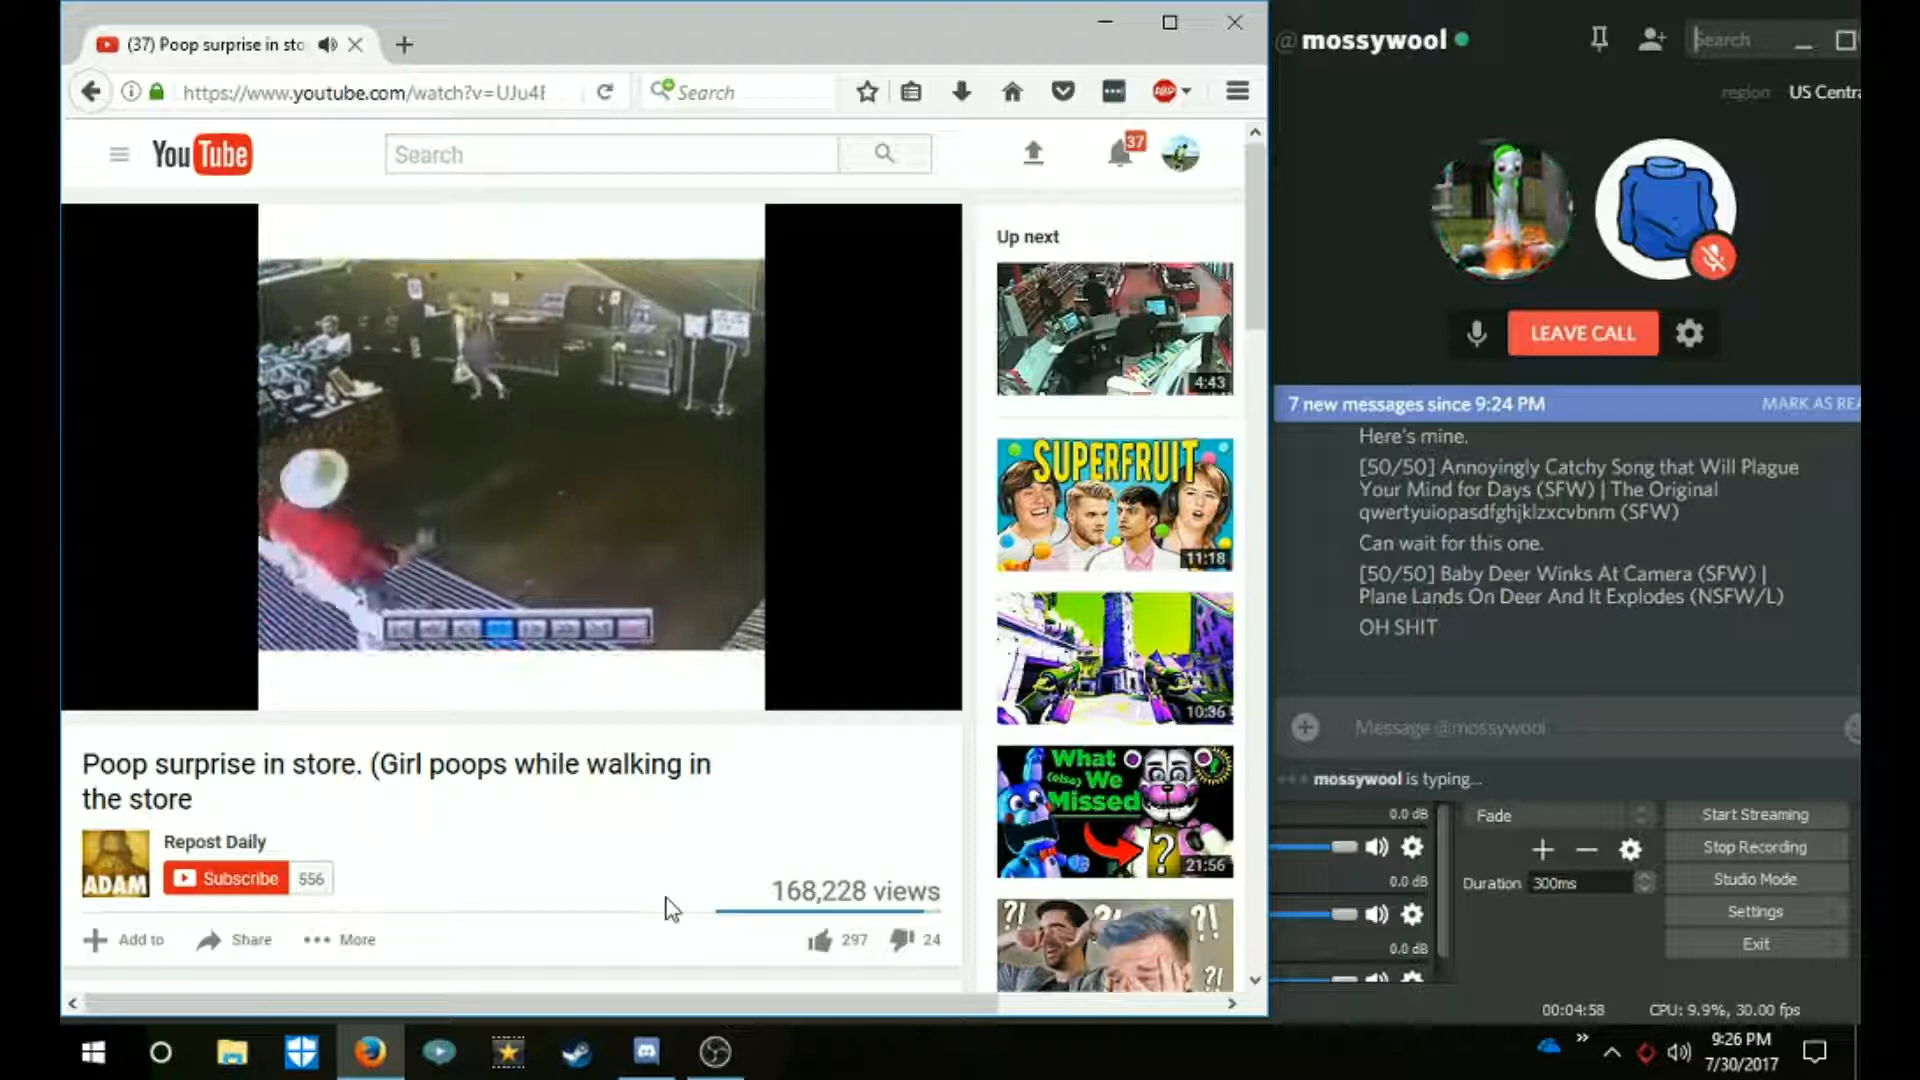 (37) Poop surprise in sto
https://www.youtube.com/watch?v=UJu4F
Search
ABP
YouTube
Search
37
Up next
4:43
SUPERFRUIT
11:18
10:36
What
(else) We
Missed
?
21:56
?! ?? !?
!?
Poop surprise in store. (Girl poops while walking in
the store
ADAM
Repost Daily
Subscribe 556
168,228 views
Add to
Share
More
297
24
@mossywool
Search
region US Centra
LEAVE CALL
7 new messages since 9:24 PM
MARK AS REA
Here's mine.
[50/50] Annoyingly Catchy Song that Will Plague
Your Mind for Days (SFW) | The Original
qwertyuiopasdfghjklzxcvbnm (SFW)
Can wait for this one.
[50/50] Baby Deer Winks At Camera (SFW) |
Plane Lands On Deer And It Explodes (NSFW/L)
OH SHIT
Message @mossywool
mossywool is typing...
0.0 dB
0.0 dB
0.0 dB
Fade
Duration 300ms
Start Streaming
Stop Recording
Studio Mode
Settings
Exit
00:04:58
CPU: 9.9%, 30.00 fps
9:26 PM
7/30/2017